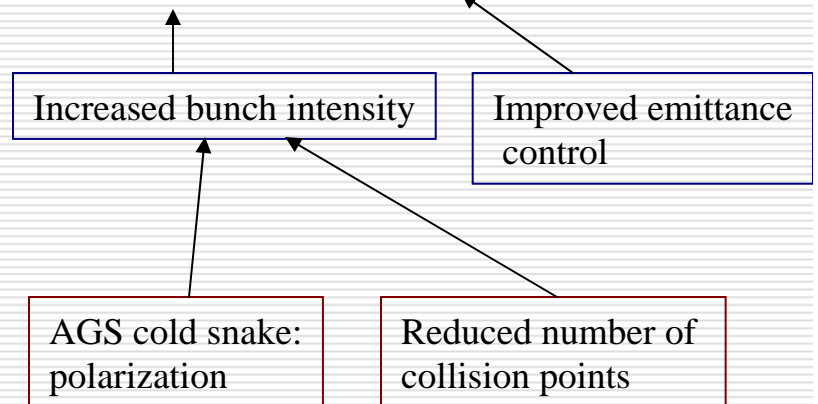 Increased bunch intensity
Improved emittance
control
AGS cold snake:
polarization
Reduced number of
collision points